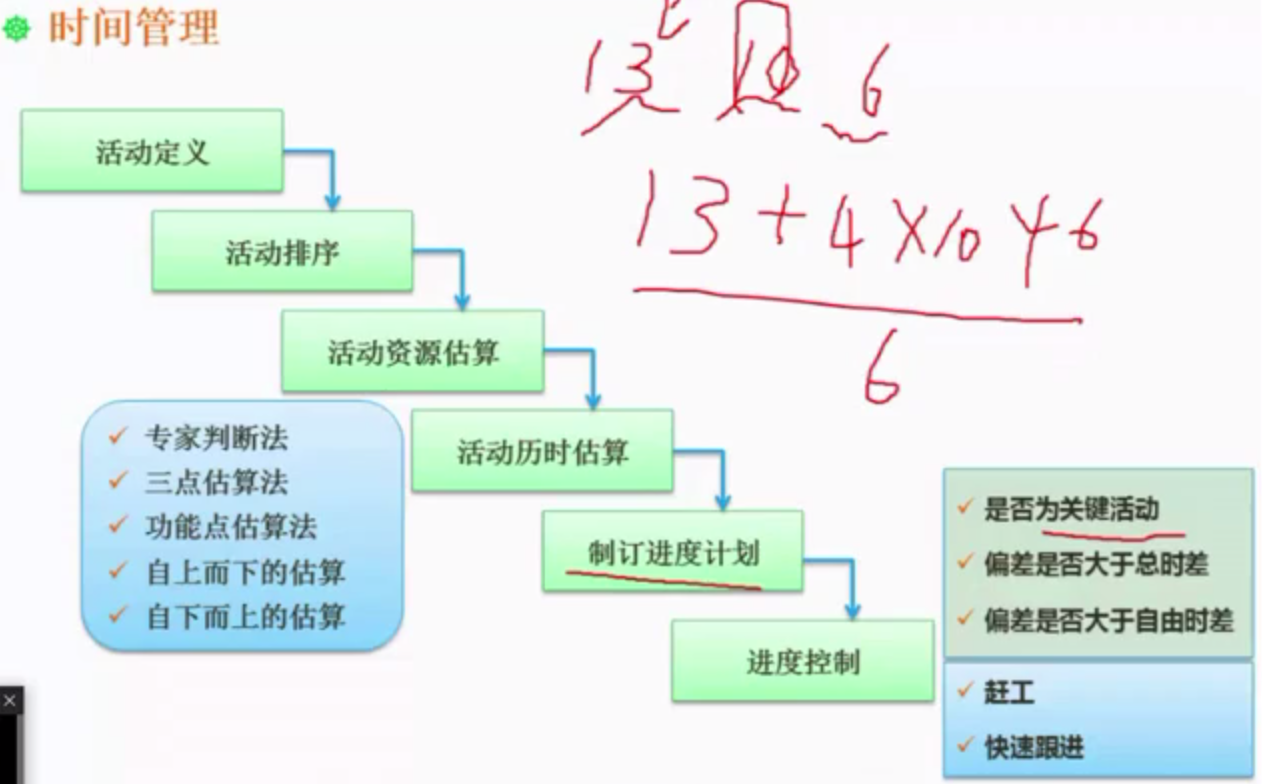 时间管理
13 10 6
13+4×10+6
6
活动定义
活动排序
活动资源估算
活动历时估算
制订进度计划
进度控制
✓ 专家判断法
✓ 三点估算法
✓ 功能点估算法
✓ 自上而下的估算
✓ 自下而上的估算
✓ 是否为关键活动
✓ 偏差是否大于总时差
✓ 偏差是否大于自由时差
✓ 赶工
✓ 快速跟进